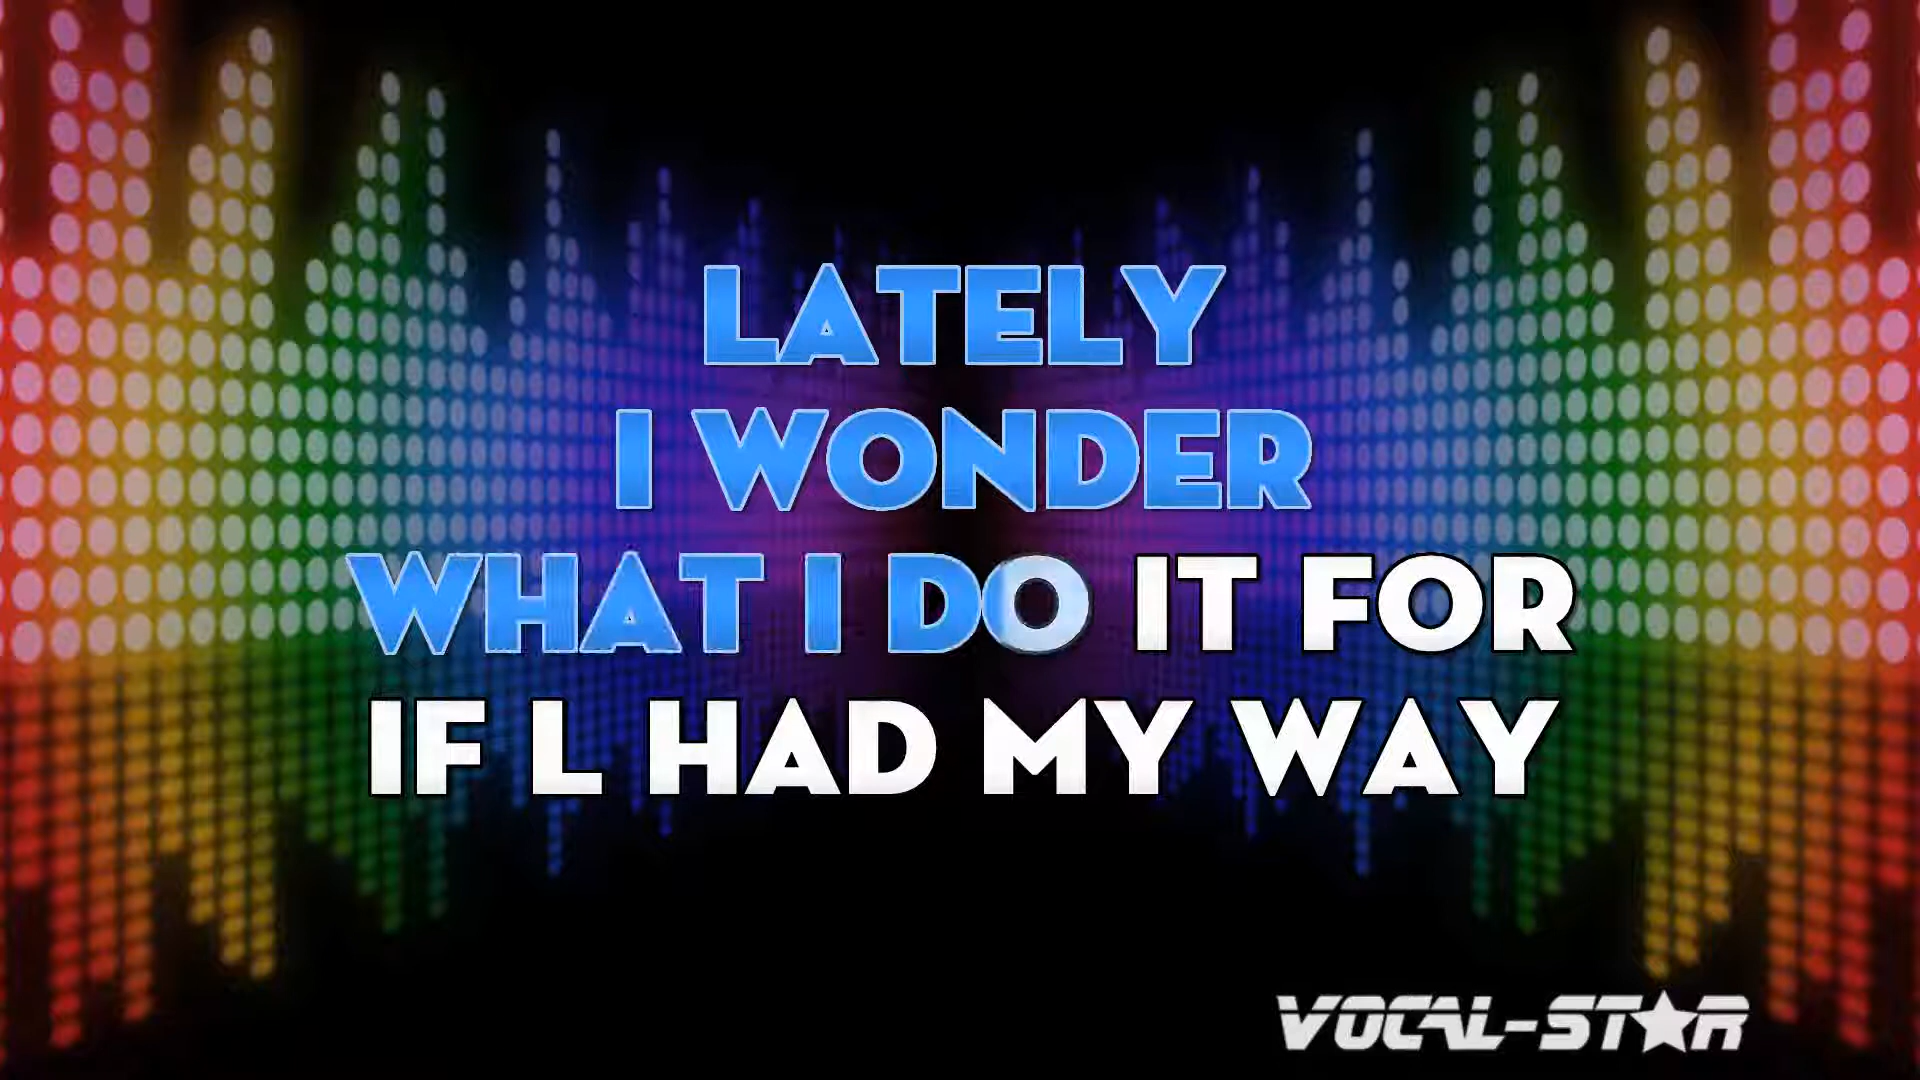 LATELY
I WONDER
WHAT I DO IT FOR
IF L HAD MY WAY
VOCAL-STAR